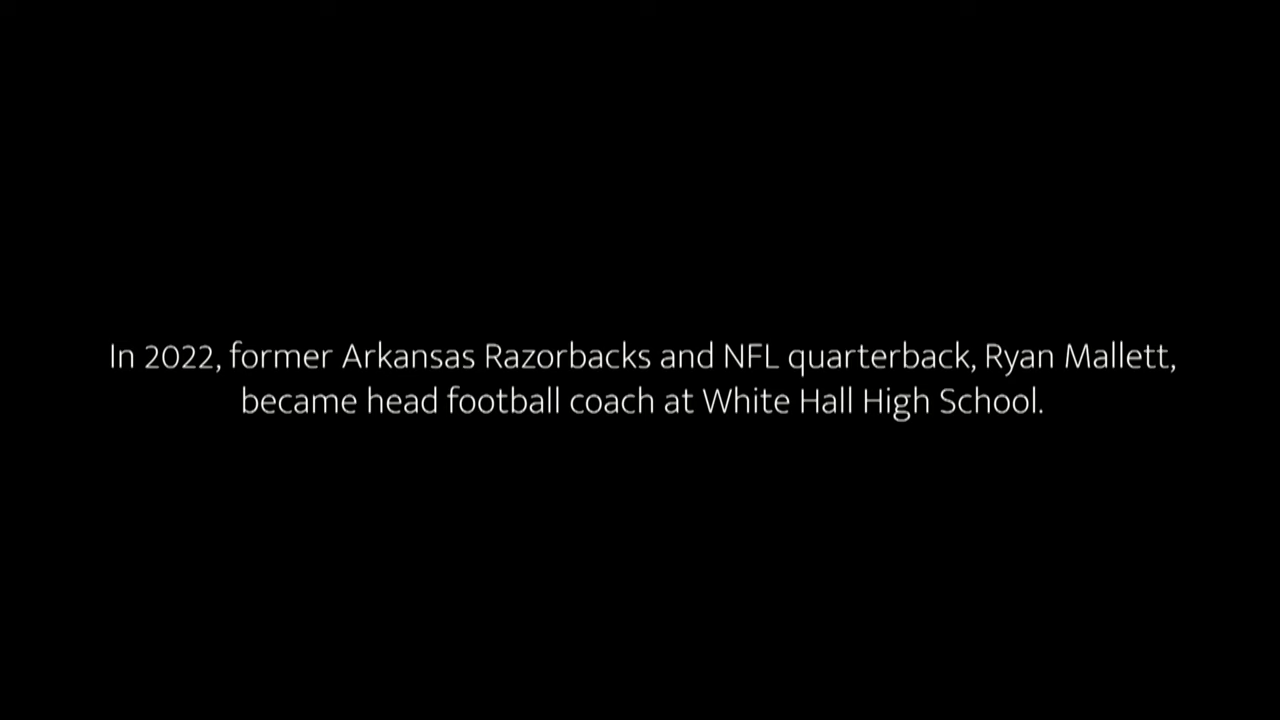 In 2022, former Arkansas Razorbacks and NFL quarterback, Ryan Mallett,
became head football coach at White Hall High School.